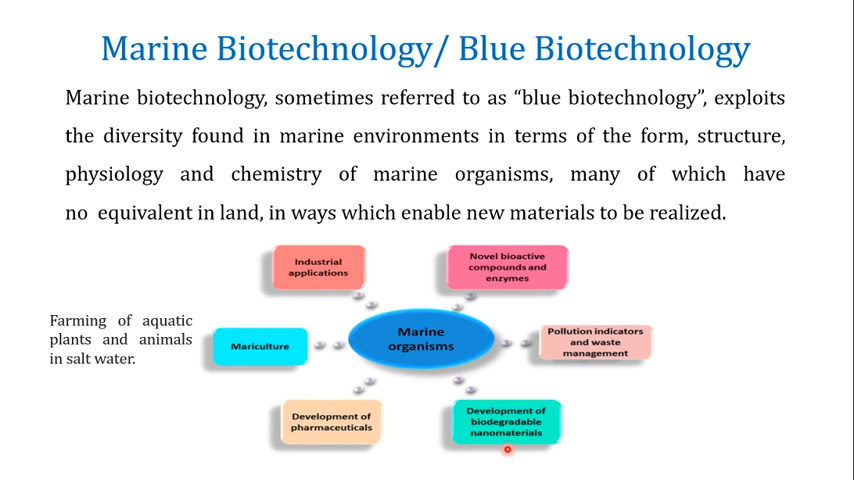 Marine Biotechnology/ Blue Biotechnology
Marine biotechnology, sometimes referred to as “blue biotechnology”, exploits
the diversity found in marine environments in terms of the form, structure,
physiology and chemistry of marine organisms, many of which have
no equivalent in land, in ways which enable new materials to be realized.
Industrial
applications
Novel bioactive
compounds and
enzymes
Farming of aquatic
plants and animals
in salt water.
Mariculture
Marine
organisms
Pollution indicators
and waste
management
Development of
pharmaceuticals
Development of
biodegradable
nanomaterials